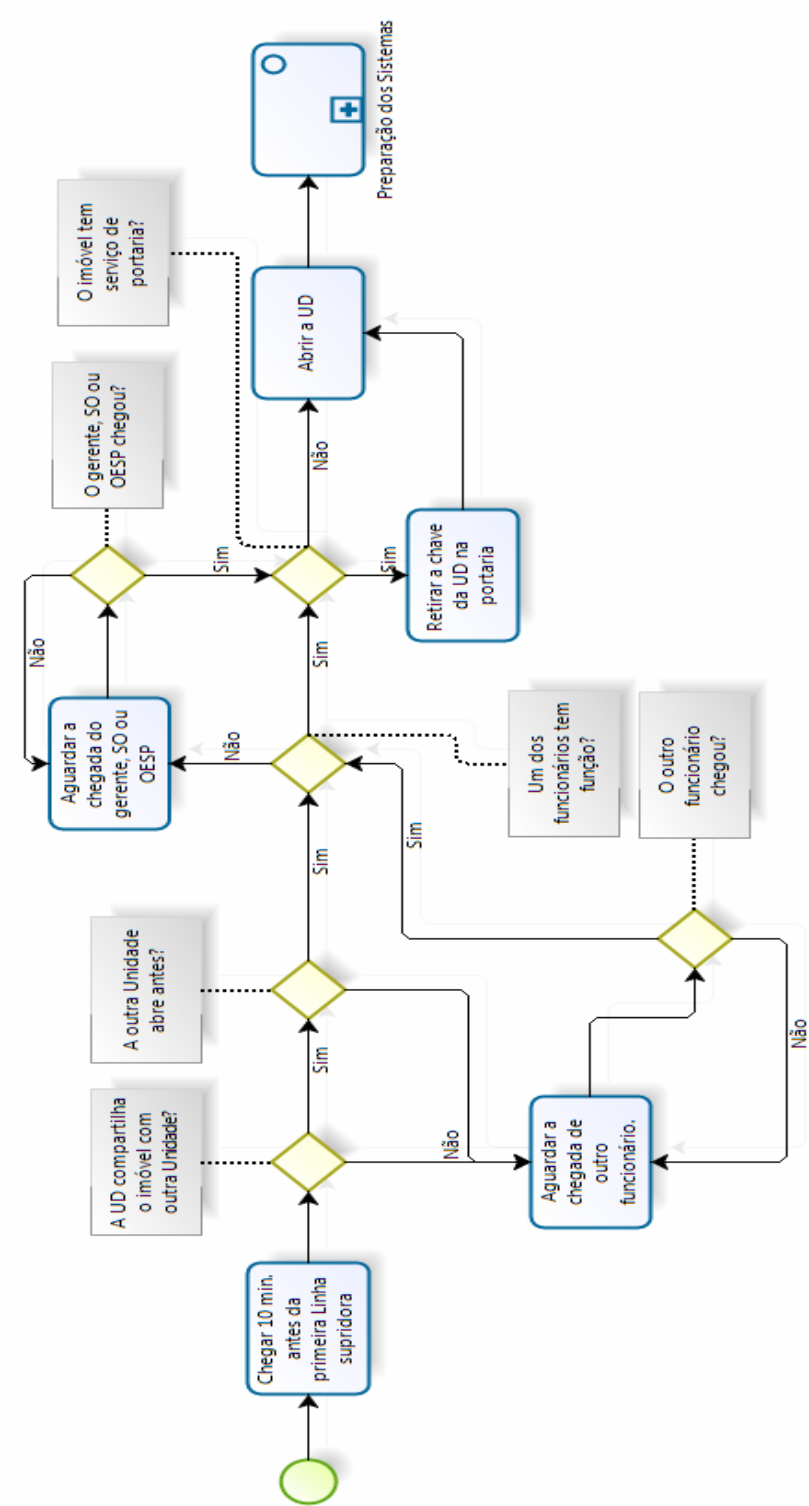 Chegar 10 min.
antes da
primeira Linha
supridora
A UD compartilha
o imóvel com
outra Unidade?
Sim
Não
A outra Unidade
abre antes?
Sim
Aguardar a
chegada de
outro
funcionário.
O outro
funcionário
chegou?
Não
Sim
Um dos
funcionários tem
função?
Não
Sim
Aguardar a
chegada do
gerente, SO ou
OESP
O gerente, SO ou
OESP chegou?
Não
Sim
O imóvel tem
serviço de
portaria?
Sim
Não
Retirar a chave
da UD na
portaria
Abrir a UD
Preparação dos Sistemas